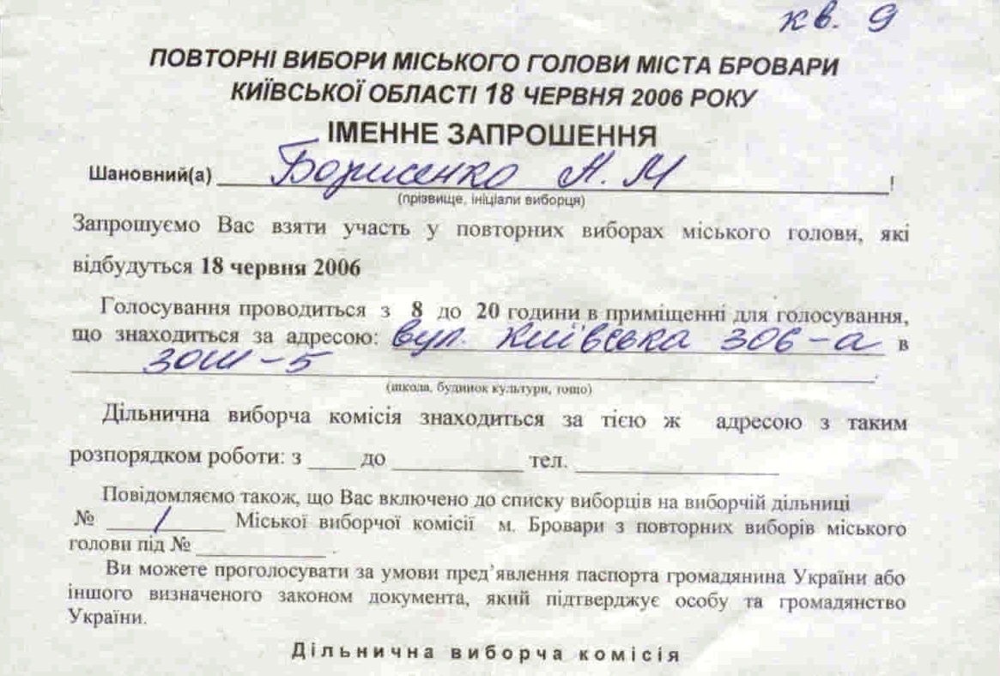 кв. 9
ПОВТОРНІ ВИБОРИ МІСЬКОГО ГОЛОВИ МІСТА БРОВАРИ
КИЇВСЬКОЇ ОБЛАСТІ 18 ЧЕРВНЯ 2006 РОКУ
ІМЕННЕ ЗАПРОШЕННЯ
Шановний(а) Борисенко А. М !
(прізвище, ініціали виборця)
Запрошуємо Вас взяти участь у повторних виборах міського голови, які
відбудуться 18 червня 2006
Голосування проводиться з 8 до 20 години в приміщенні для голосування,
що знаходиться за адресою: вул. Київська 306-а в
ЗОШ-5
(школа, будинок культури, тощо)
Дільнична виборча комісія знаходиться за тією ж адресою з таким
розпорядком роботи: з ____ до ____________ тел. ____________________
Повідомляємо також, що Вас включено до списку виборців на виборчій дільниці
№ 1 Міської виборчої комісії м. Бровари з повторних виборів міського
голови під № _____________ .
Ви можете проголосувати за умови пред’явлення паспорта громадянина України або
іншого визначеного законом документа, який підтверджує особу та громадянство
України.
Дільнична виборча комісія